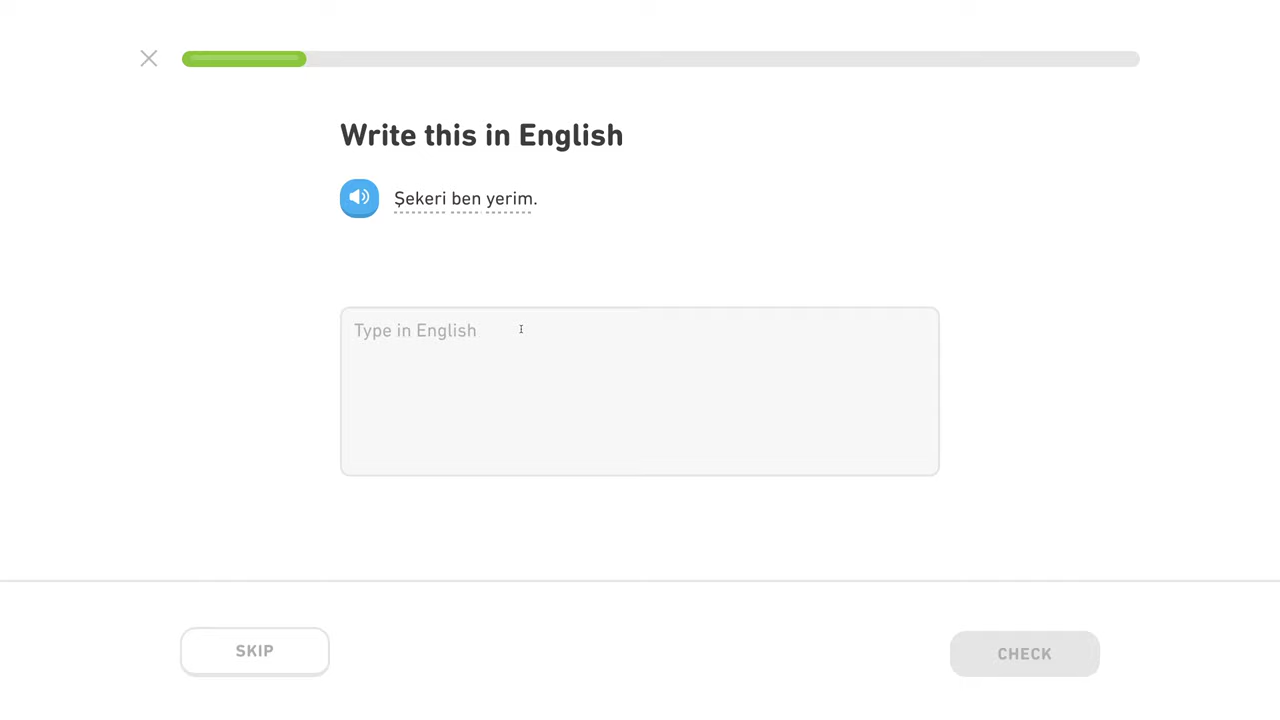 Write this in English
Şekeri ben yerim.
Type in English
SKIP
CHECK